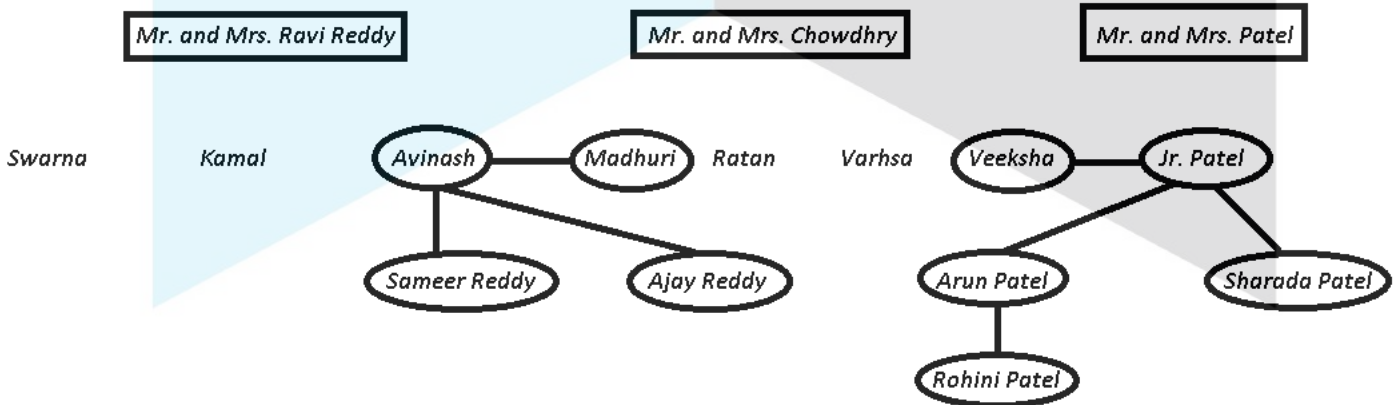 Mr. and Mrs. Ravi Reddy Mr. and Mrs. Chowdhry Mr. and Mrs. Patel
Swarna Kamal Avinash Madhuri Ratan Varhsa Veeksha Jr. Patel
Sameer Reddy Ajay Reddy Arun Patel Sharada Patel
Rohini Patel